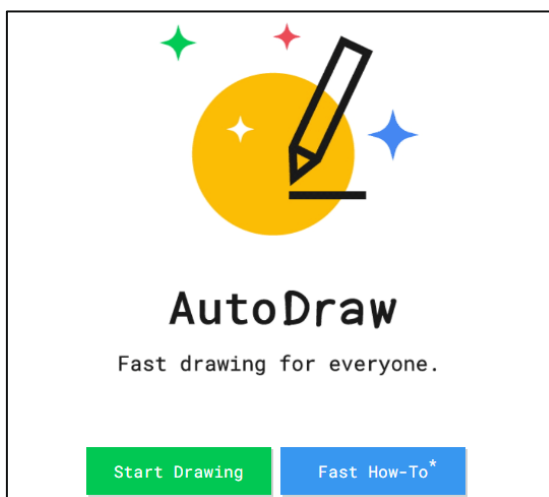 AutoDraw
Fast drawing for everyone.
Start Drawing
Fast How-To*